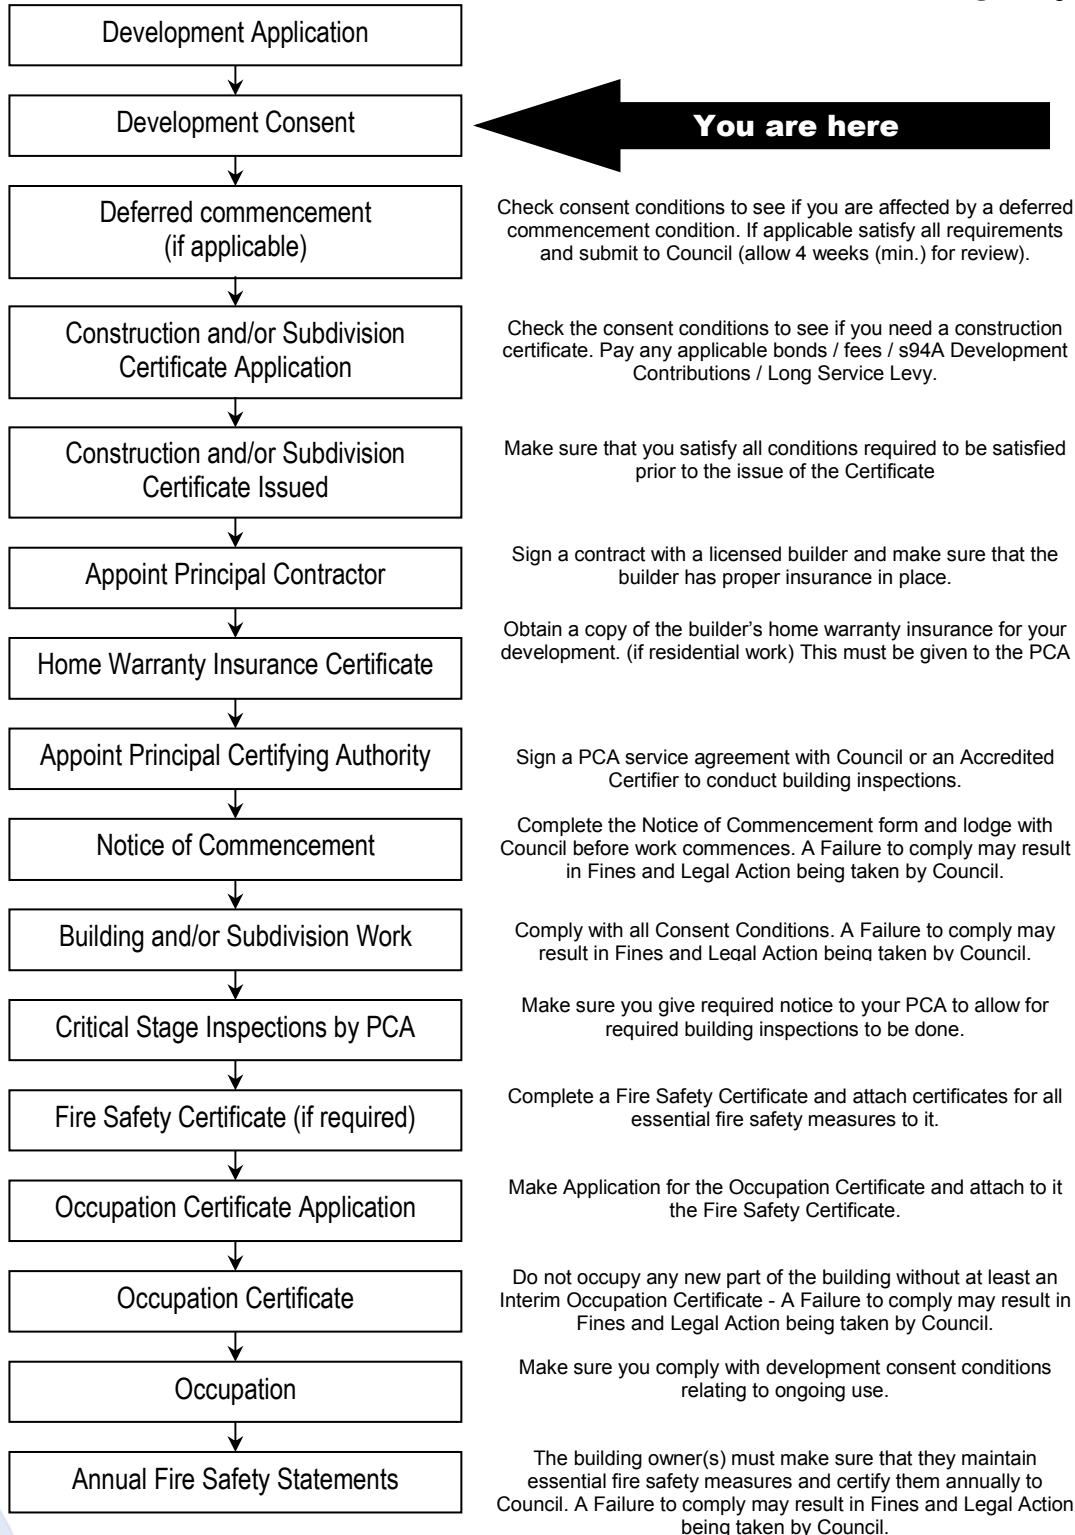 Development Application
Development Consent
You are here
Deferred commencement
(if applicable)
Check consent conditions to see if you are affected by a deferred
commencement condition. If applicable satisfy all requirements
and submit to Council (allow 4 weeks (min.) for review).
Construction and/or Subdivision
Certificate Application
Check the consent conditions to see if you need a construction
certificate. Pay any applicable bonds / fees / s94A Development
Contributions / Long Service Levy.
Construction and/or Subdivision
Certificate Issued
Make sure that you satisfy all conditions required to be satisfied
prior to the issue of the Certificate
Appoint Principal Contractor
Sign a contract with a licensed builder and make sure that the
builder has proper insurance in place.
Home Warranty Insurance Certificate
Obtain a copy of the builder’s home warranty insurance for your
development. (if residential work) This must be given to the PCA
Appoint Principal Certifying Authority
Sign a PCA service agreement with Council or an Accredited
Certifier to conduct building inspections.
Notice of Commencement
Complete the Notice of Commencement form and lodge with
Council before work commences. A Failure to comply may result
in Fines and Legal Action being taken by Council.
Building and/or Subdivision Work
Comply with all Consent Conditions. A Failure to comply may
result in Fines and Legal Action being taken by Council.
Critical Stage Inspections by PCA
Make sure you give required notice to your PCA to allow for
required building inspections to be done.
Fire Safety Certificate (if required)
Complete a Fire Safety Certificate and attach certificates for all
essential fire safety measures to it.
Occupation Certificate Application
Make Application for the Occupation Certificate and attach to it
the Fire Safety Certificate.
Occupation Certificate
Do not occupy any new part of the building without at least an
Interim Occupation Certificate - A Failure to comply may result in
Fines and Legal Action being taken by Council.
Occupation
Make sure you comply with development consent conditions
relating to ongoing use.
Annual Fire Safety Statements
The building owner(s) must make sure that they maintain
essential fire safety measures and certify them annually to
Council. A Failure to comply may result in Fines and Legal Action
being taken by Council.